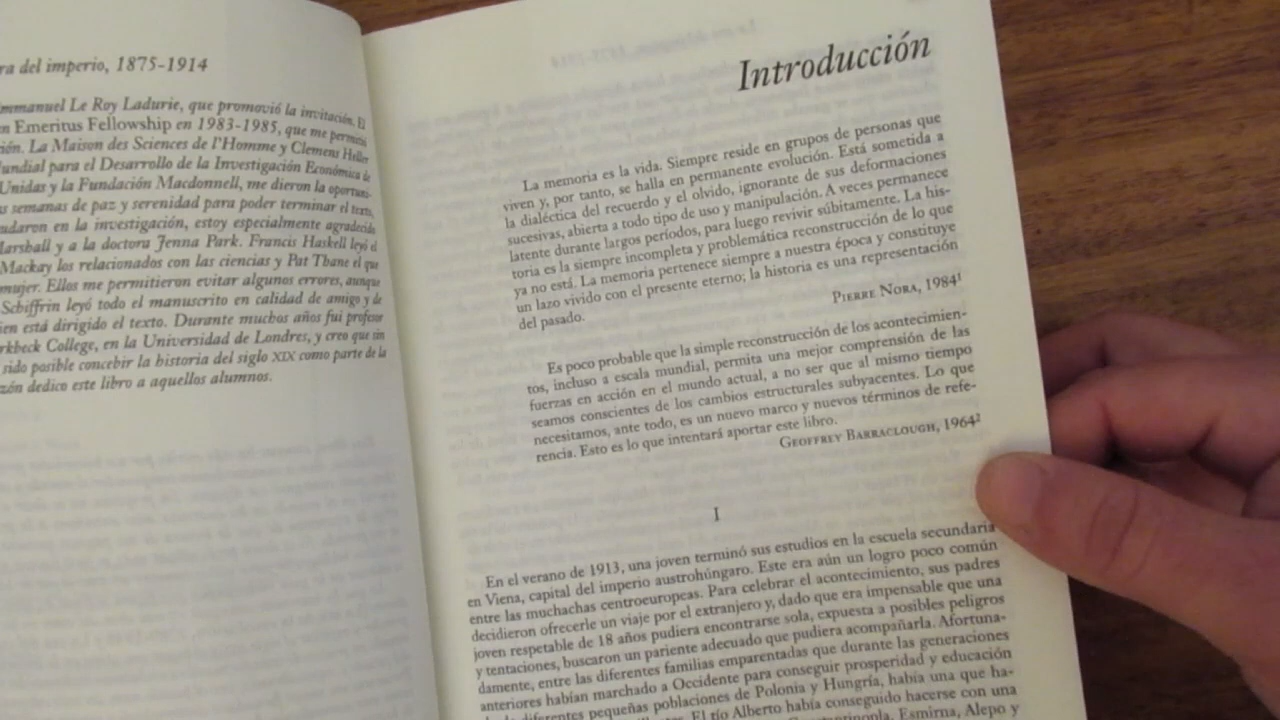 ra del imperio, 1875-1914
mmanuel Le Roy Ladurie, que promovió la invitación. El
n Emeritus Fellowship en 1983-1985, que me permitió
ión. La Maison des Sciences de l'Homme y Clemens Heller
undial para el Desarrollo de la Investigación Económica de
Unidas y la Fundación Macdonnell, me dieron la oportuni-
s semanas de paz y serenidad para poder terminar el texto,
udaron en la investigación, estoy especialmente agradecido
Marshall y a la doctora Jenna Park. Francis Haskell leyó el
Mackay los relacionados con las ciencias y Pat Thane el que
mujer. Ellos me permitieron evitar algunos errores, aunque
Schiffrin leyó todo el manuscrito en calidad de amigo y de
ien está dirigido el texto. Durante muchos años fui profesor
rkbeck College, en la Universidad de Londres, y creo que sin
sido posible concebir la historia del siglo XIX como parte de la
zón dedico este libro a aquellos alumnos.
Introducción
La memoria es la vida. Siempre reside en grupos de personas que
viven y, por tanto, se halla en permanente evolución. Está sometida a
la dialéctica del recuerdo y el olvido, ignorante de sus deformaciones
sucesivas, abierta a todo tipo de uso y manipulación. A veces permanece
latente durante largos períodos, para luego revivir súbitamente. La his-
toria es la siempre incompleta y problemática reconstrucción de lo que
ya no está. La memoria pertenece siempre a nuestra época y constituye
un lazo vivido con el presente eterno; la historia es una representación
del pasado.
PIERRE NORA, 1984¹
Es poco probable que la simple reconstrucción de los acontecimien-
tos, incluso a escala mundial, permita una mejor comprensión de las
fuerzas en acción en el mundo actual, a no ser que al mismo tiempo
seamos conscientes de los cambios estructurales subyacentes. Lo que
necesitamos, ante todo, es un nuevo marco y nuevos términos de refe-
rencia. Esto es lo que intentará aportar este libro.
GEOFFREY BARRACLOUGH, 1964²
I
En el verano de 1913, una joven terminó sus estudios en la escuela secundaria
en Viena, capital del imperio austrohúngaro. Este era aún un logro poco común
entre las muchachas centroeuropeas. Para celebrar el acontecimiento, sus padres
decidieron ofrecerle un viaje por el extranjero y, dado que era impensable que una
joven respetable de 18 años pudiera encontrarse sola, expuesta a posibles peligros
y tentaciones, buscaron un pariente adecuado que pudiera acompañarla. Afortuna-
damente, entre las diferentes familias emparentadas que durante las generaciones
anteriores habían marchado a Occidente para conseguir prosperidad y educación
de diferentes pequeñas poblaciones de Polonia y Hungría, había una que ha-
El tío Alberto había conseguido hacerse con una
Constantinopla, Esmirna, Alepo y